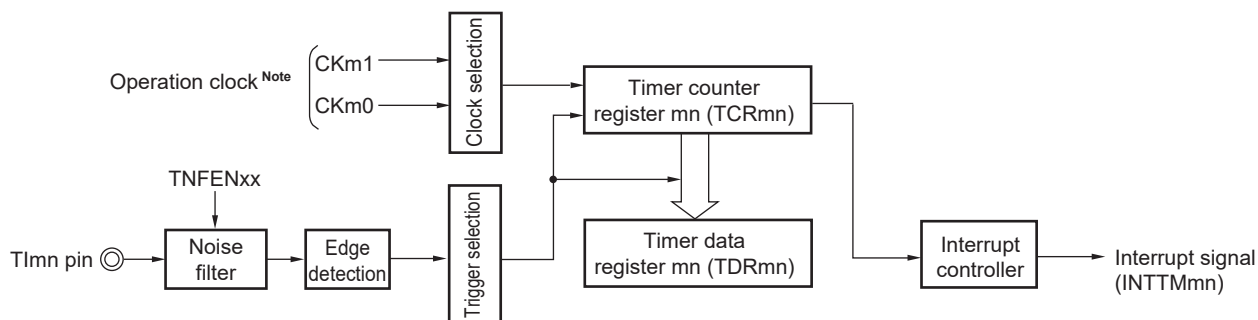 Operation clock Note
CKm1
CKm0
Clock selection
Timer counter
register mn (TCRmn)
TNFENxx
TImn pin
Noise
filter
Edge
detection
Trigger selection
Timer data
register mn (TDRmn)
Interrupt
controller
Interrupt signal
(INTTMmn)